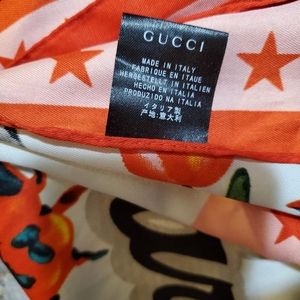 GUCCI
MADE IN ITALY
FABRIQUE EN ITALIE
HERGESTELLT IN ITALIEN
HECHO EN ITALIA
PRODUZIDO NA ITALIA
イタリア製
产地:意大利